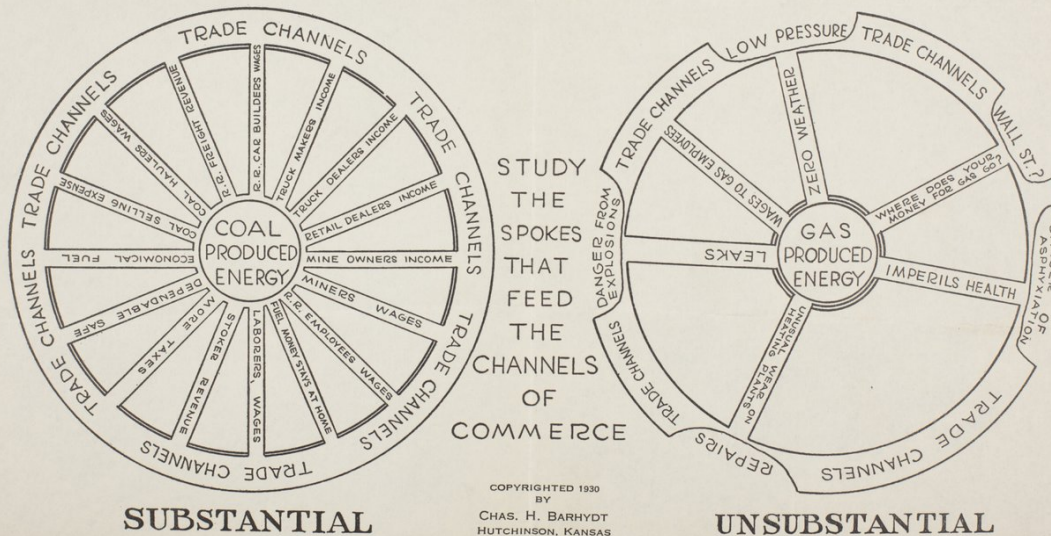 TRADE CHANNELS
TRADE CHANNELS
TRADE CHANNELS
TRADE CHANNELS
TRADE CHANNELS
TRADE CHANNELS
R.R. CAR BUILDERS WAGES
TRUCK MAKERS INCOME
TRUCK DEALERS INCOME
RETAIL DEALERS INCOME
MINE OWNERS INCOME
MINERS WAGES
R.R. EMPLOYEES WAGES
FUEL MONEY STAYS AT HOME
LABORERS, WAGES
STOKER REVENUE
MORE TAXES
DEPENDABLE SAFE
ECONOMICAL FUEL
COAL SELLING EXPENSE
COAL HAULERS WAGES
R.R. FREIGHT REVENUE
COAL
PRODUCED
ENERGY
SUBSTANTIAL
STUDY
THE
SPOKES
THAT
FEED
THE
CHANNELS
OF
COMMERCE
COPYRIGHTED 1930
BY
CHAS. H. BARHYDT
HUTCHINSON, KANSAS
LOW PRESSURE
TRADE CHANNELS
WALL ST.?
OF
ASPHYXIATION
TRADE CHANNELS
REPAIRS
TRADE CHANNELS
DANGER FROM
EXPLOSIONS
TRADE CHANNELS
ZERO WEATHER
WHERE DOES YOUR
MONEY FOR GAS GO?
IMPERILS HEALTH
UNUSUAL WEAR
HEATING PLANTS ON
LEAKS
WAGES TO GAS EMPLOYEES
GAS
PRODUCED
ENERGY
UNSUBSTANTIAL